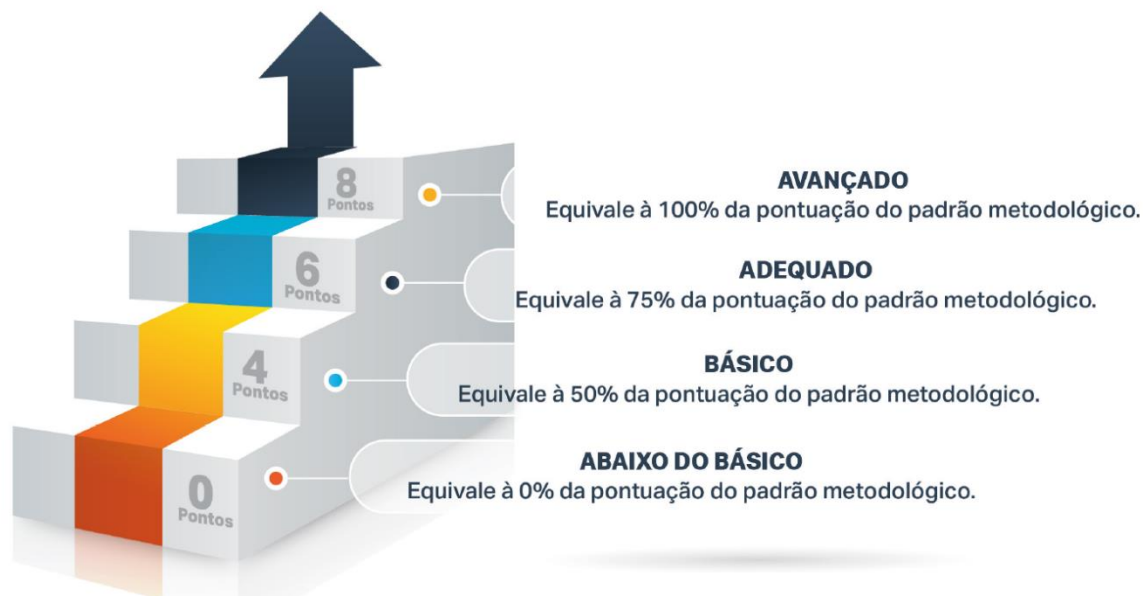 8
Pontos
AVANÇADO
Equivale à 100% da pontuação do padrão metodológico.
6
Pontos
ADEQUADO
Equivale à 75% da pontuação do padrão metodológico.
4
Pontos
BÁSICO
Equivale à 50% da pontuação do padrão metodológico.
0
Pontos
ABAIXO DO BÁSICO
Equivale à 0% da pontuação do padrão metodológico.